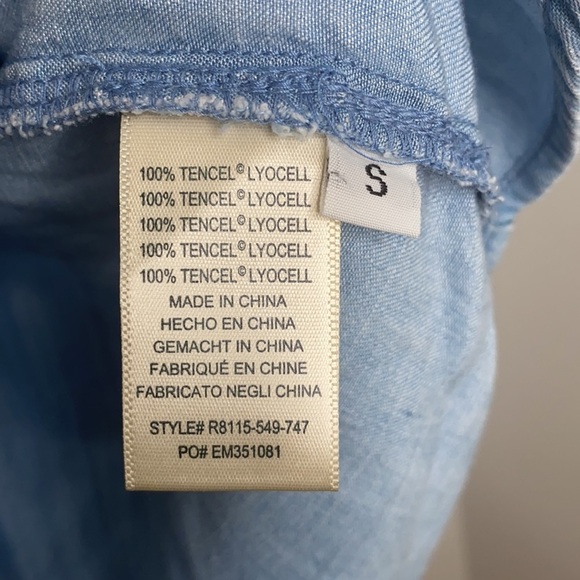 100% TENCEL© LYOCELL
100% TENCEL© LYOCELL
100% TENCEL© LYOCELL
100% TENCEL© LYOCELL
100% TENCEL© LYOCELL
MADE IN CHINA
HECHO EN CHINA
GEMACHT IN CHINA
FABRIQUÉ EN CHINE
FABRICATO NEGLI CHINA
STYLE# R8115-549-747
PO# EM351081
S